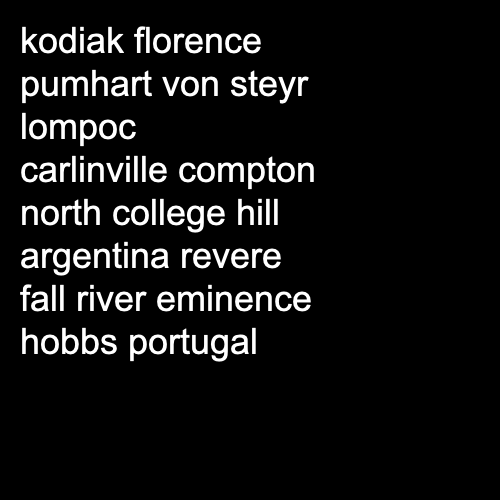 kodiak florence
pumhart von steyr
lompoc
carlinville compton
north college hill
argentina revere
fall river eminence
hobbs portugal